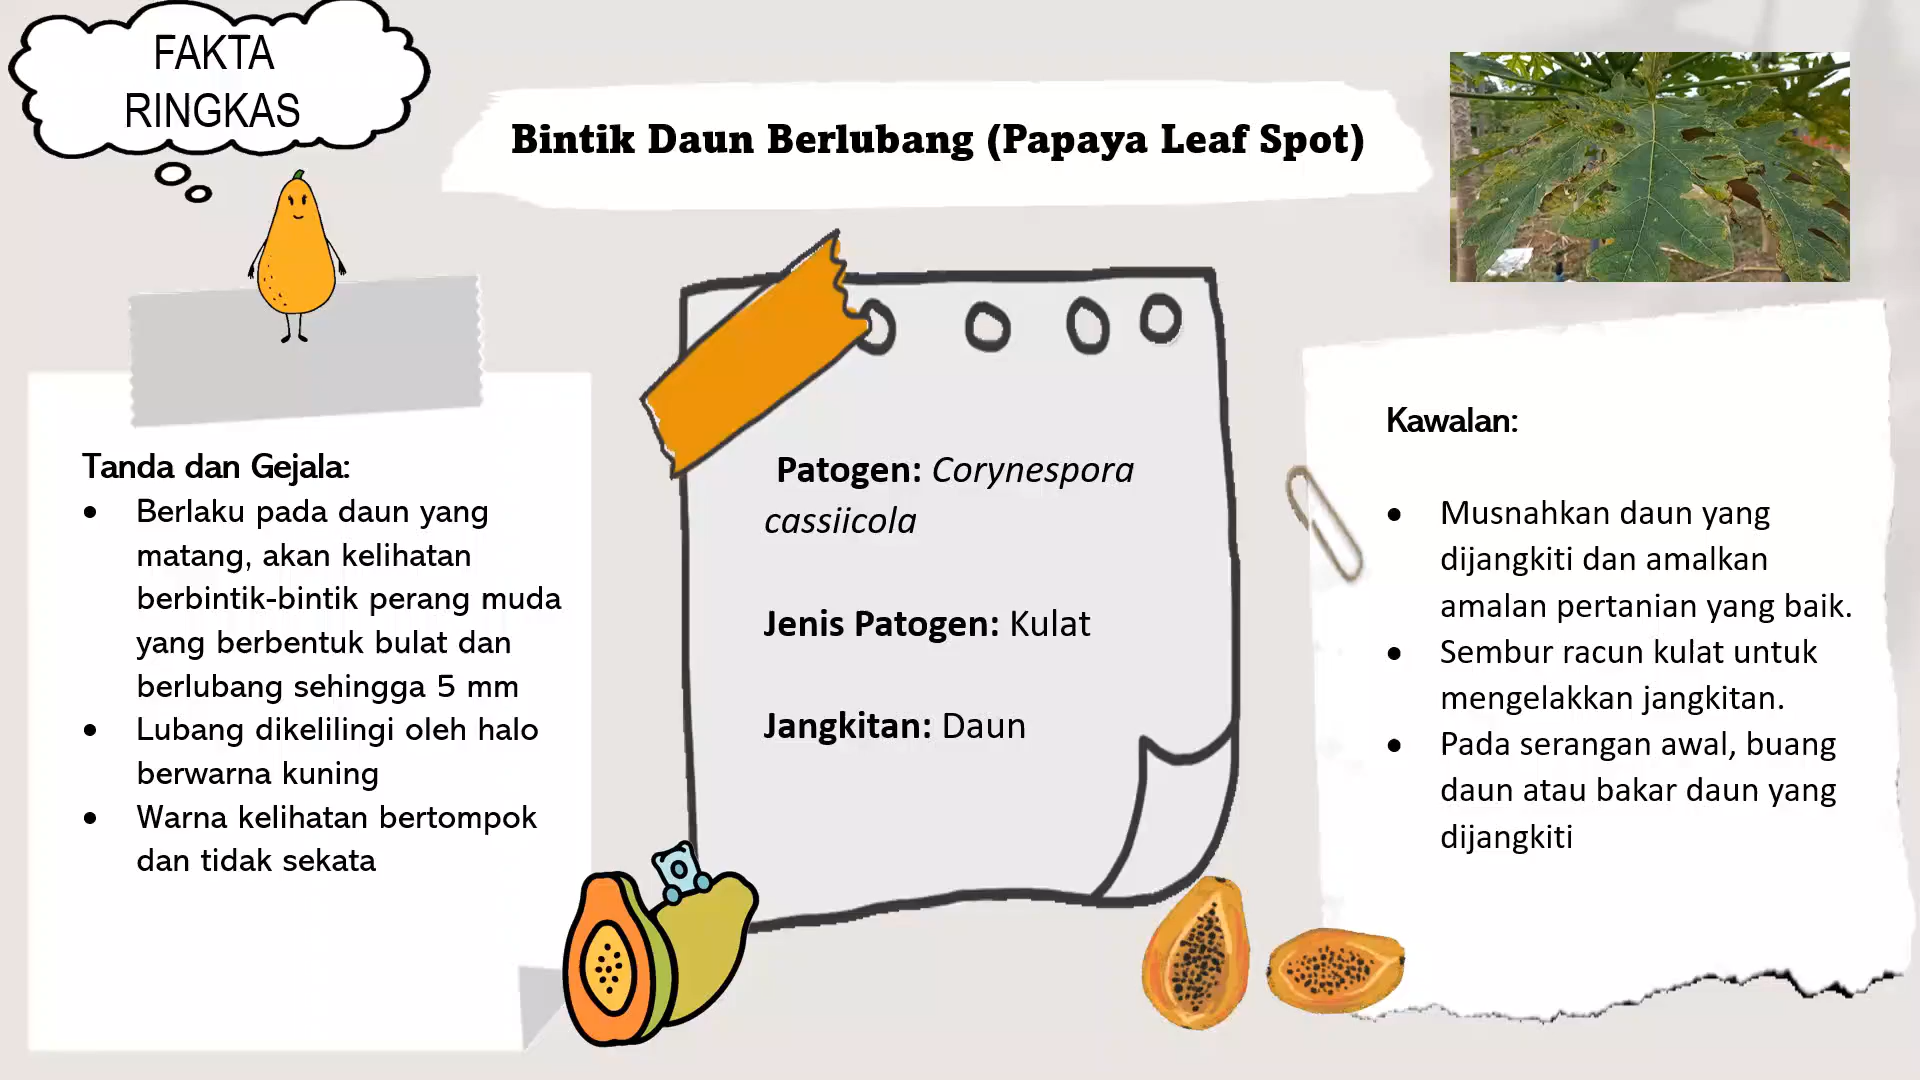 FAKTA
RINGKAS
Bintik Daun Berlubang (Papaya Leaf Spot)
Tanda dan Gejala:
• Berlaku pada daun yang
matang, akan kelihatan
berbintik-bintik perang muda
yang berbentuk bulat dan
berlubang sehingga 5 mm
• Lubang dikelilingi oleh halo
berwarna kuning
• Warna kelihatan bertompok
dan tidak sekata
Patogen: Corynespora
cassiicola
Jenis Patogen: Kulat
Jangkitan: Daun
Kawalan:
• Musnahkan daun yang
dijangkiti dan amalkan
amalan pertanian yang baik.
• Sembur racun kulat untuk
mengelakkan jangkitan.
• Pada serangan awal, buang
daun atau bakar daun yang
dijangkiti